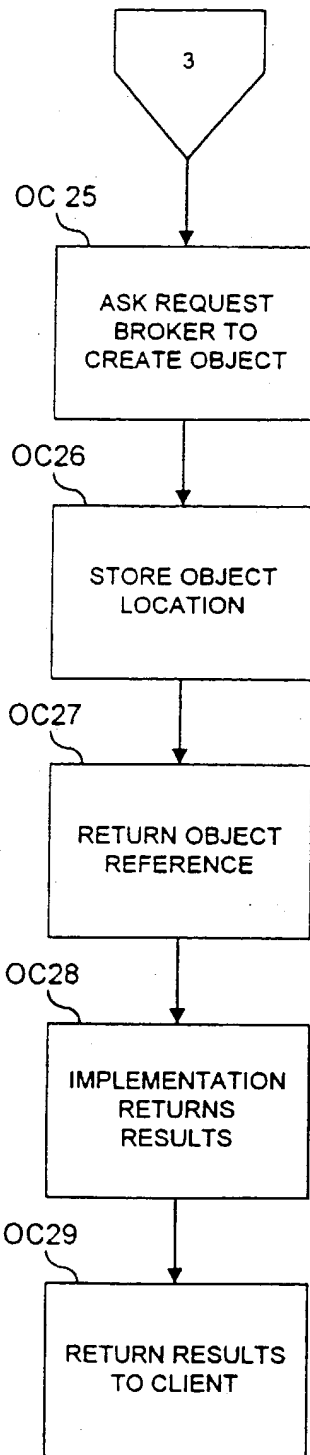 3
OC 25
ASK REQUEST
BROKER TO
CREATE OBJECT
OC26
STORE OBJECT
LOCATION
OC27
RETURN OBJECT
REFERENCE
OC28
IMPLEMENTATION
RETURNS
RESULTS
OC29
RETURN RESULTS
TO CLIENT